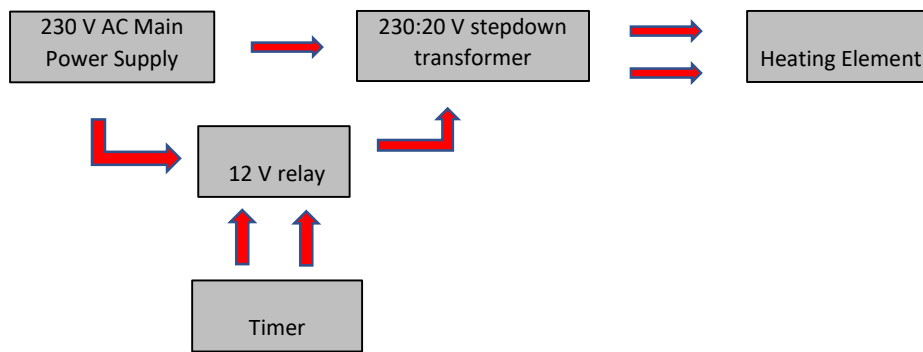 230 V AC Main
Power Supply
230:20 V stepdown
transformer
Heating Element
12 V relay
Timer